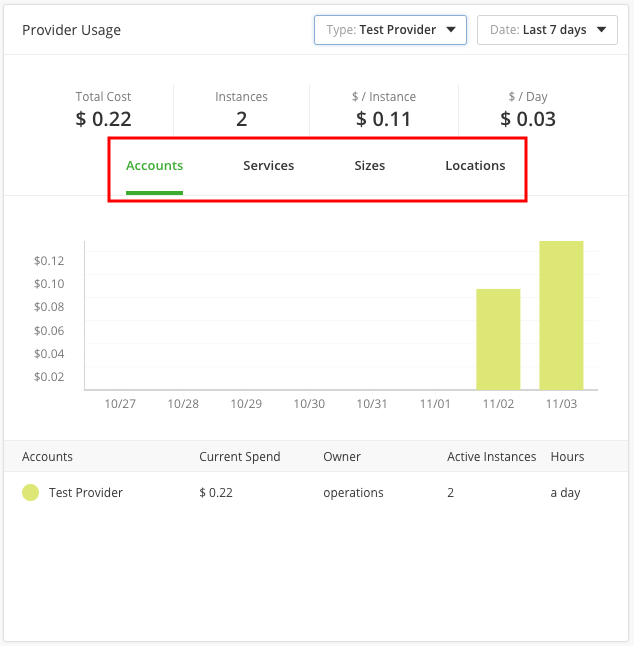 Provider Usage
Type: Test Provider
Date: Last 7 days
Total Cost
Instances
$ / Instance
$ / Day
$ 0.22
2
$ 0.11
$ 0.03
Accounts
Services
Sizes
Locations
$0.12
$0.10
$0.08
$0.06
$0.04
$0.02
10/27 10/28 10/29 10/30 10/31 11/01 11/02 11/03
Accounts Current Spend Owner Active Instances Hours
Test Provider $ 0.22 operations 2 a day